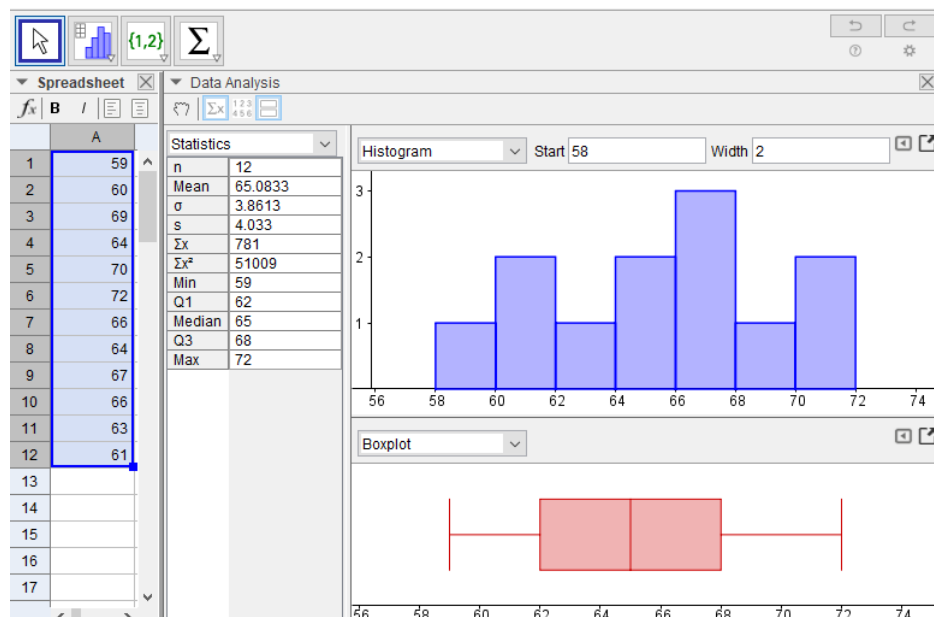 {1,2} Σ
Spreadsheet Data Analysis
fx B I Σx 123 456
A
1 59
2 60
3 69
4 64
5 70
6 72
7 66
8 64
9 67
10 66
11 63
12 61
13
14
15
16
17
Statistics
n 12
Mean 65.0833
σ 3.8613
s 4.033
Σx 781
Σx² 51009
Min 59
Q1 62
Median 65
Q3 68
Max 72
Histogram Start 58 Width 2
3
2
1
56 58 60 62 64 66 68 70 72 74
Boxplot
56 58 60 62 64 66 68 70 72 74